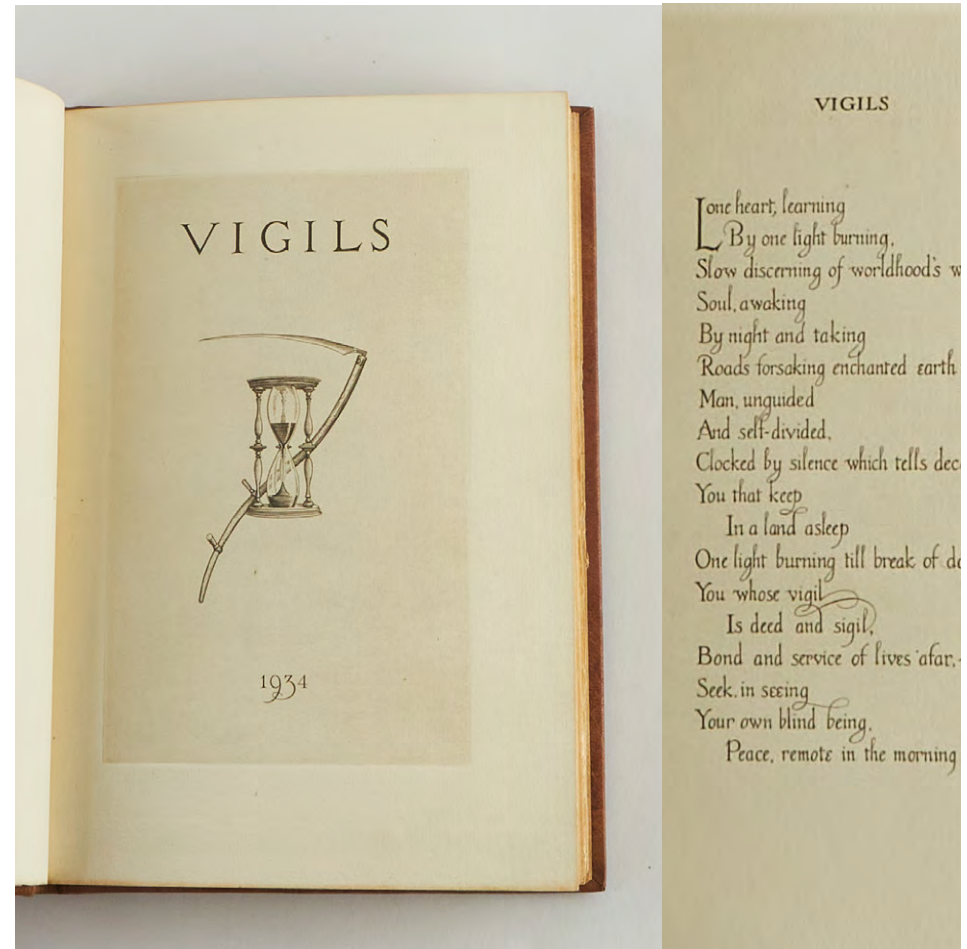 VIGILS
1934
VIGILS
Lone heart, learning
By one light burning,
Slow discerning of worldhood's
Soul, awaking
By night and taking
Roads forsaking enchanted earth
Man, unguided
And self-divided,
Clocked by silence which tells
You that keep
In a land asleep
One light burning till break of
You whose vigil
Is deed and sigil,
Bond and service of lives afar,
Seek, in seeing
Your own blind being,
Peace, remote in the morning